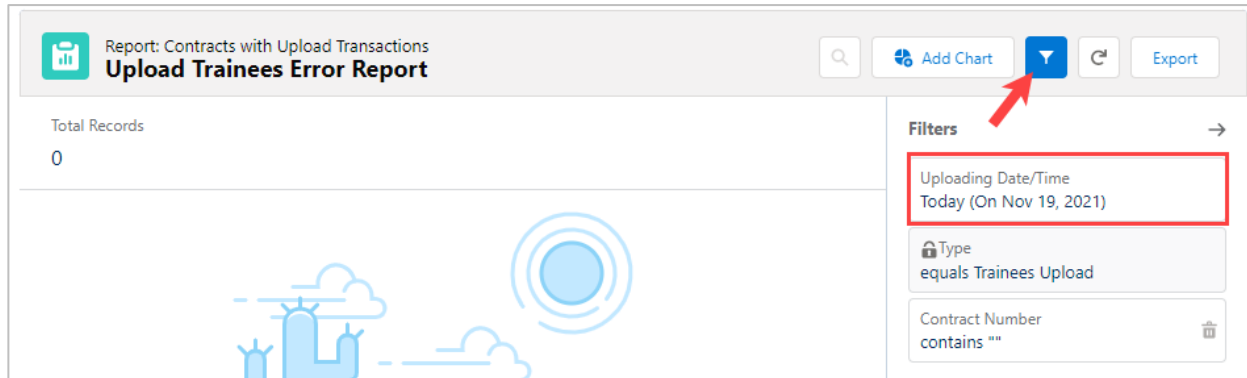 Report: Contracts with Upload Transactions
Upload Trainees Error Report
Add Chart
Export
Total Records
0
Filters
Uploading Date/Time
Today (On Nov 19, 2021)
Type
equals Trainees Upload
Contract Number
contains ""